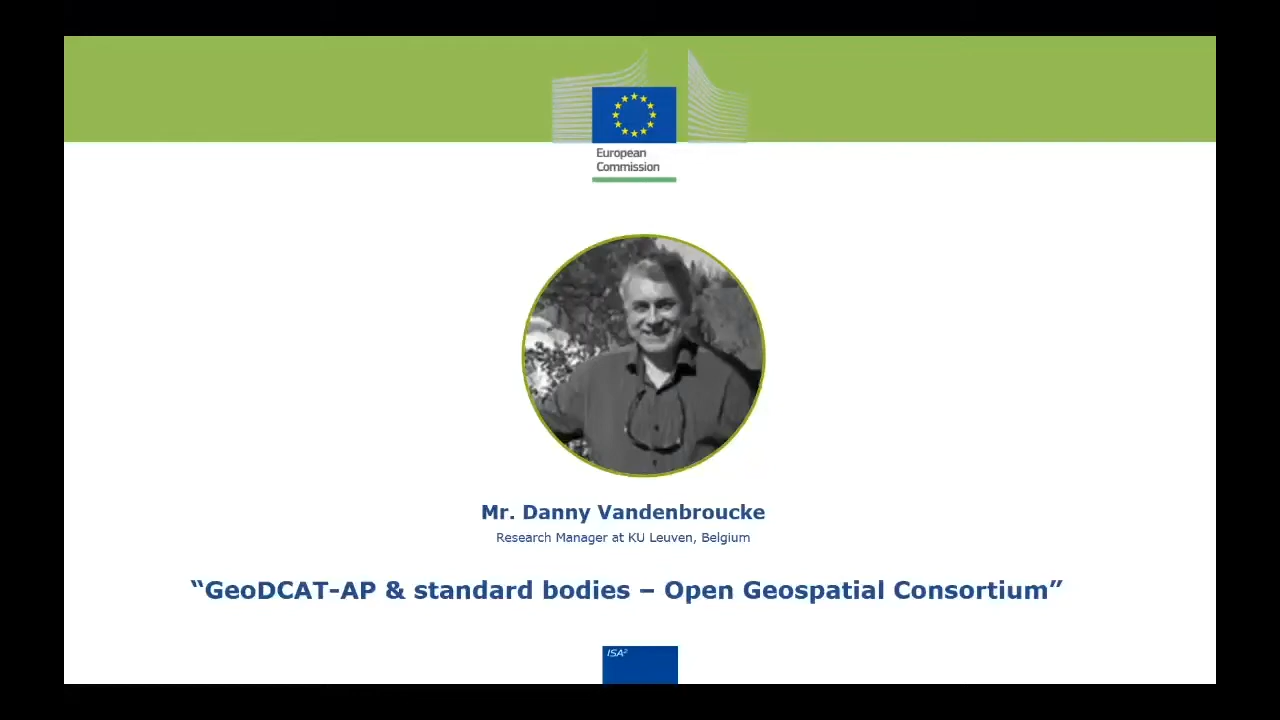 European
Commission
Mr. Danny Vandenbroucke
Research Manager at KU Leuven, Belgium
“GeoDCAT-AP & standard bodies – Open Geospatial Consortium”
ISA²